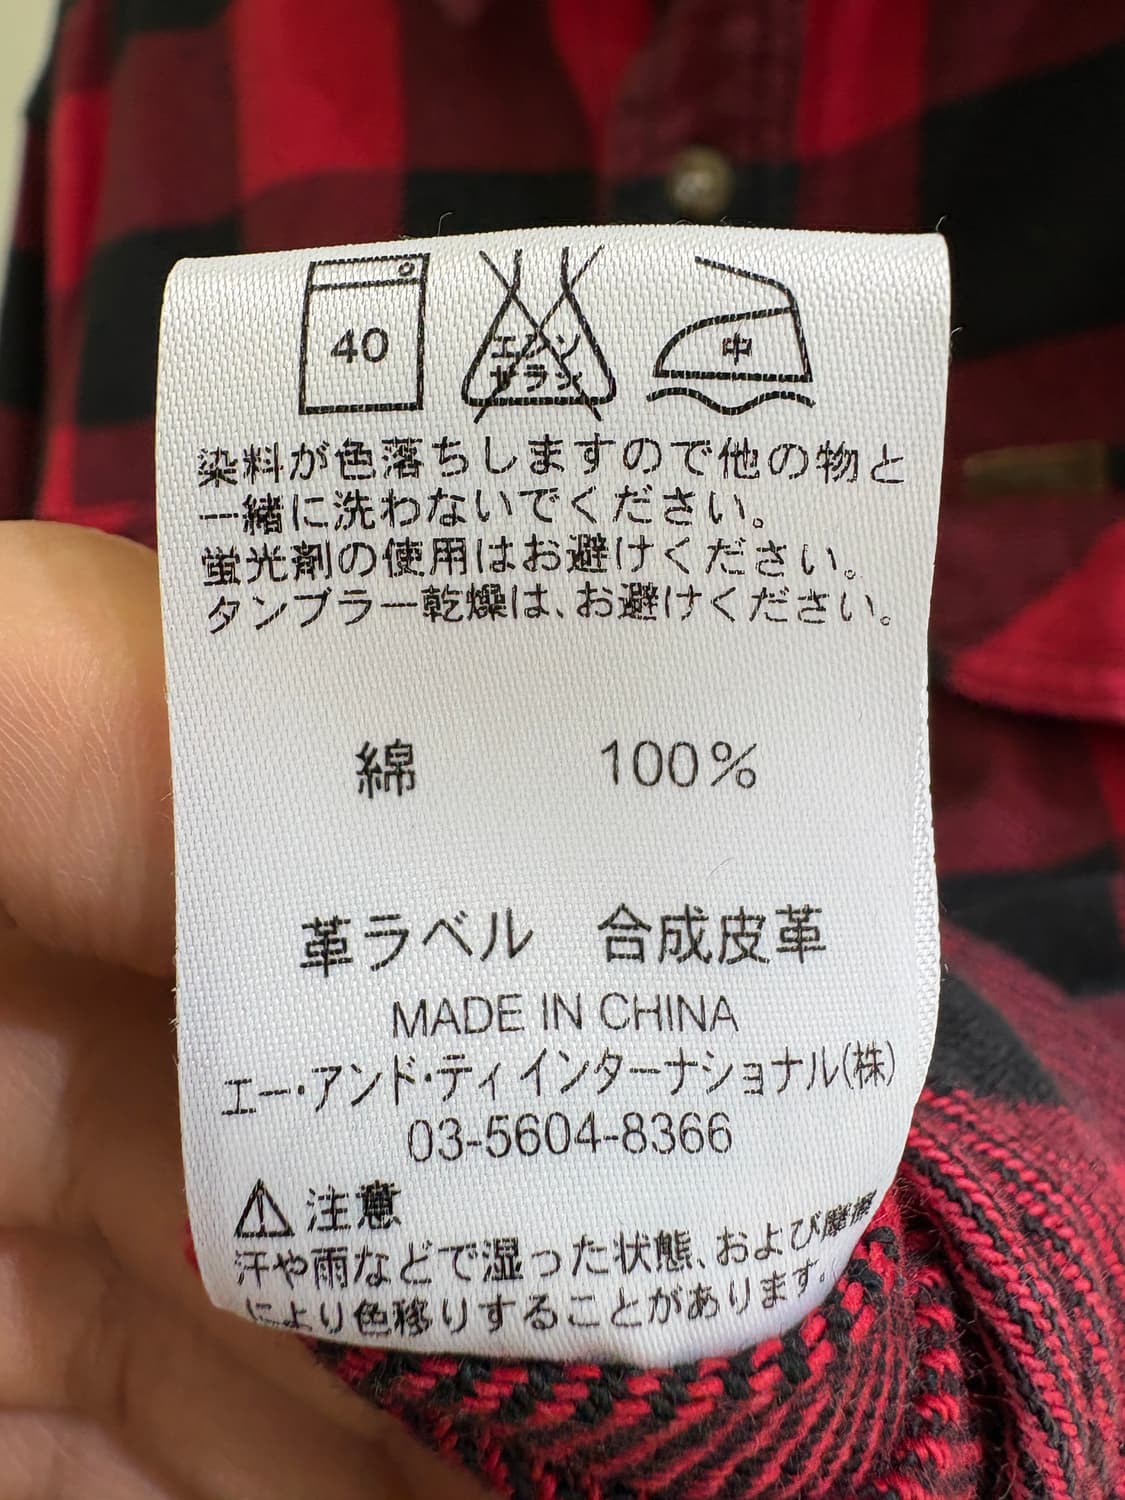 40
エンソ
サラシ
中
染料が色落ちしますので他の物と
一緒に洗わないでください。
蛍光剤の使用はお避けください。
タンブラー乾燥は、お避けください。
綿 100%
革ラベル 合成皮革
MADE IN CHINA
エー・アンド・ティ インターナショナル(株)
03-5604-8366
⚠注意
汗や雨などで湿った状態、および摩擦
により色移りすることがあります。